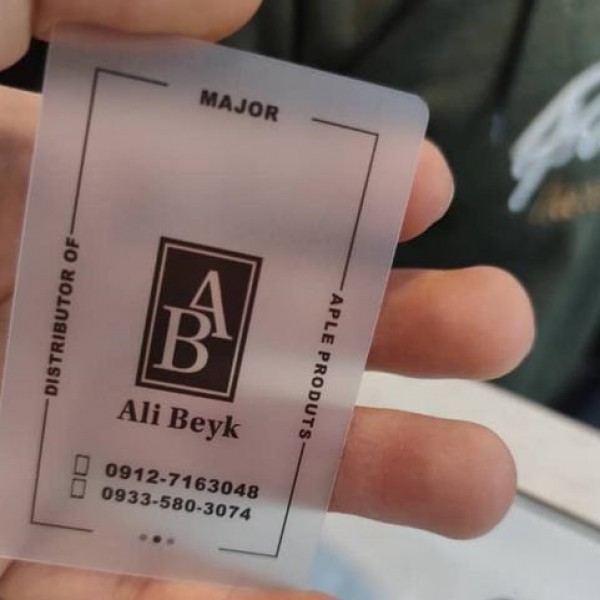 MAJOR
DISTRIBUTOR OF
APLE PRODUTS
AB
Ali Beyk
0912-7163048
0933-580-3074